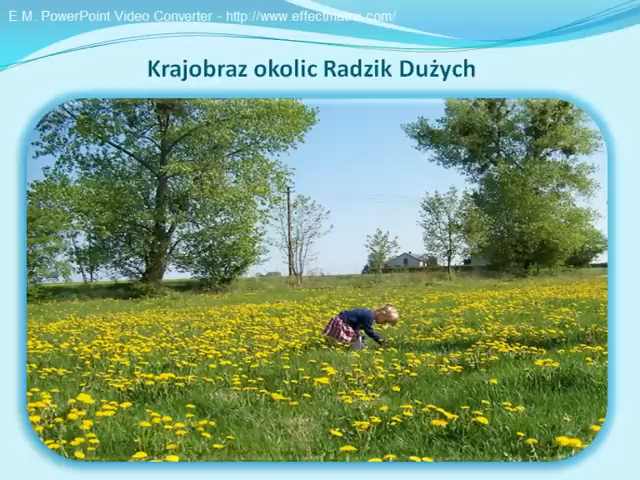 E.M. PowerPoint Video Converter - http://www.effectmatrix.com/
Krajobraz okolic Radzik Dużych